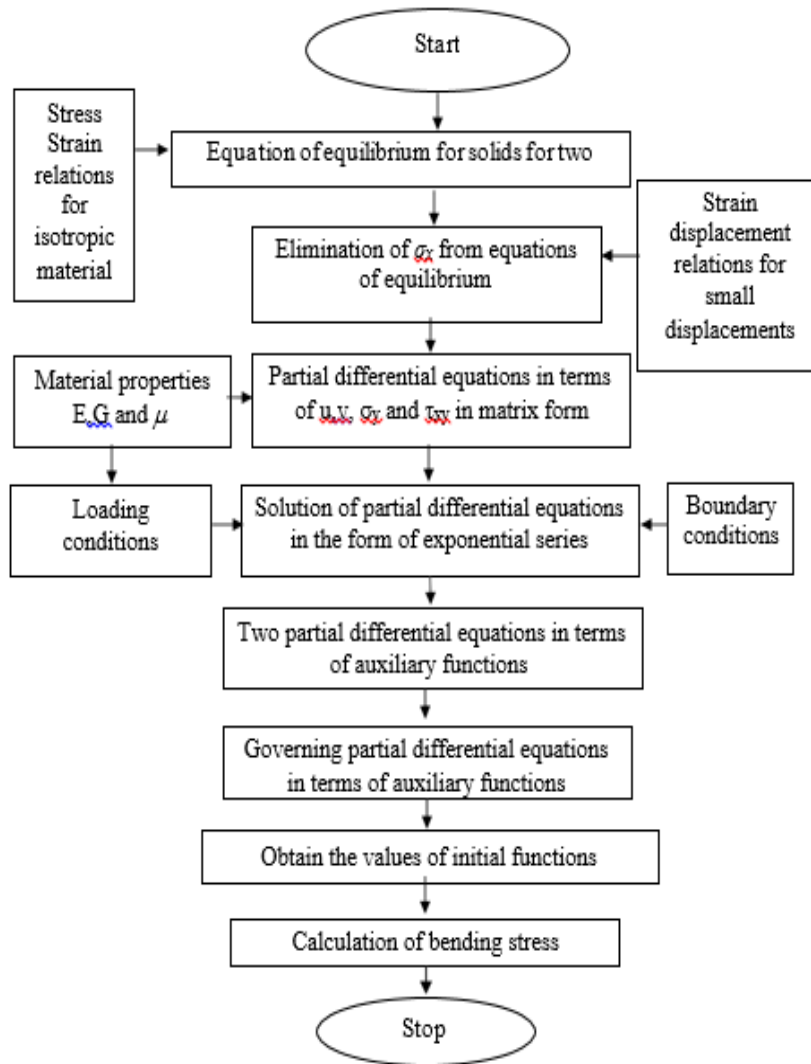 Start
Stress
Strain
relations
for
isotropic
material
Equation of equilibrium for solids for two
Strain
displacement
relations for
small
displacements
Elimination of σx from equations
of equilibrium
Material properties
E,G and μ
Partial differential equations in terms
of u,v, σy and τxy in matrix form
Loading
conditions
Solution of partial differential equations
in the form of exponential series
Boundary
conditions
Two partial differential equations in terms
of auxiliary functions
Governing partial differential equations
in terms of auxiliary functions
Obtain the values of initial functions
Calculation of bending stress
Stop